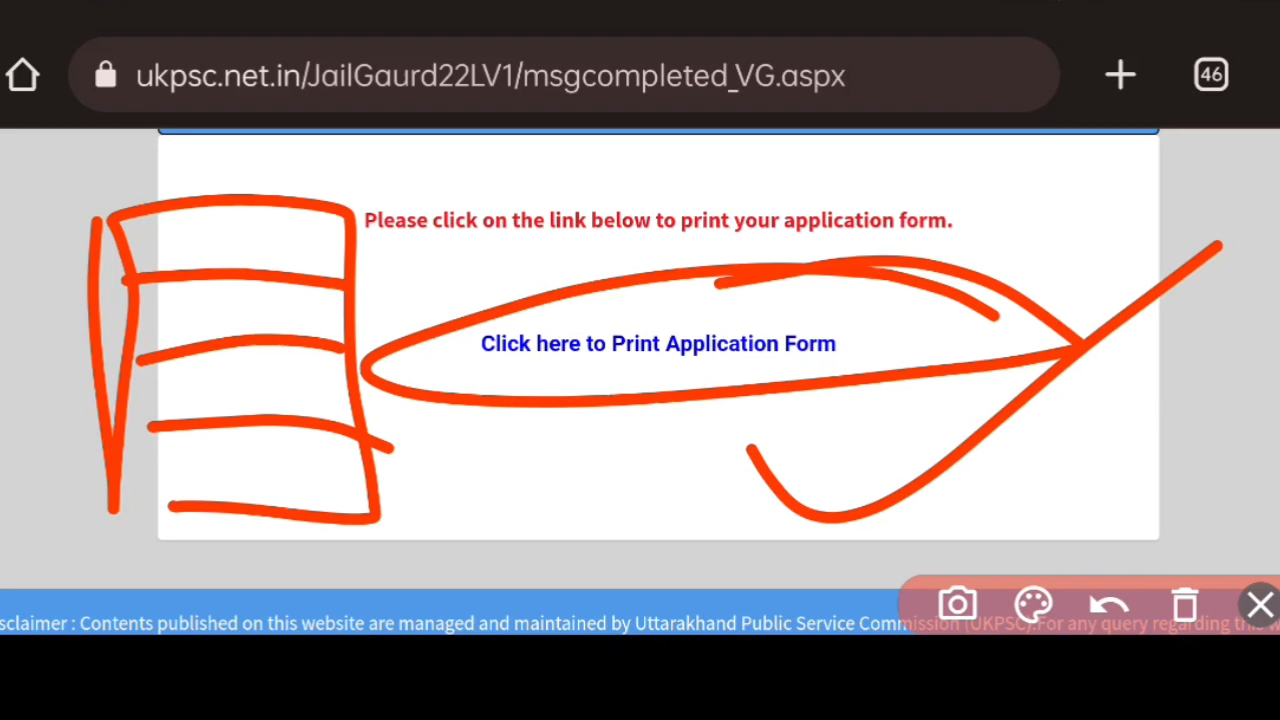 ukpsc.net.in/JailGaurd22LV1/msgcompleted_VG.aspx
46
Please click on the link below to print your application form.
Click here to Print Application Form
sclaimer : Contents published on this website are managed and maintained by Uttarakhand Public Service Commission (UKPSC).For any query regarding this w